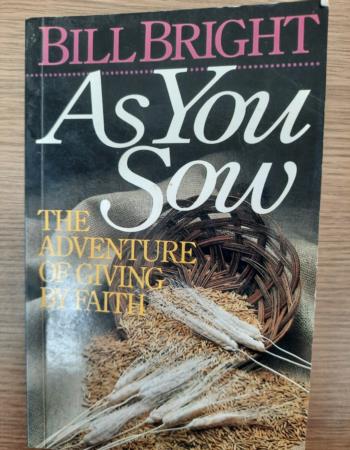 BILL BRIGHT
As You
Sow
THE
ADVENTURE
OF GIVING
BY FAITH